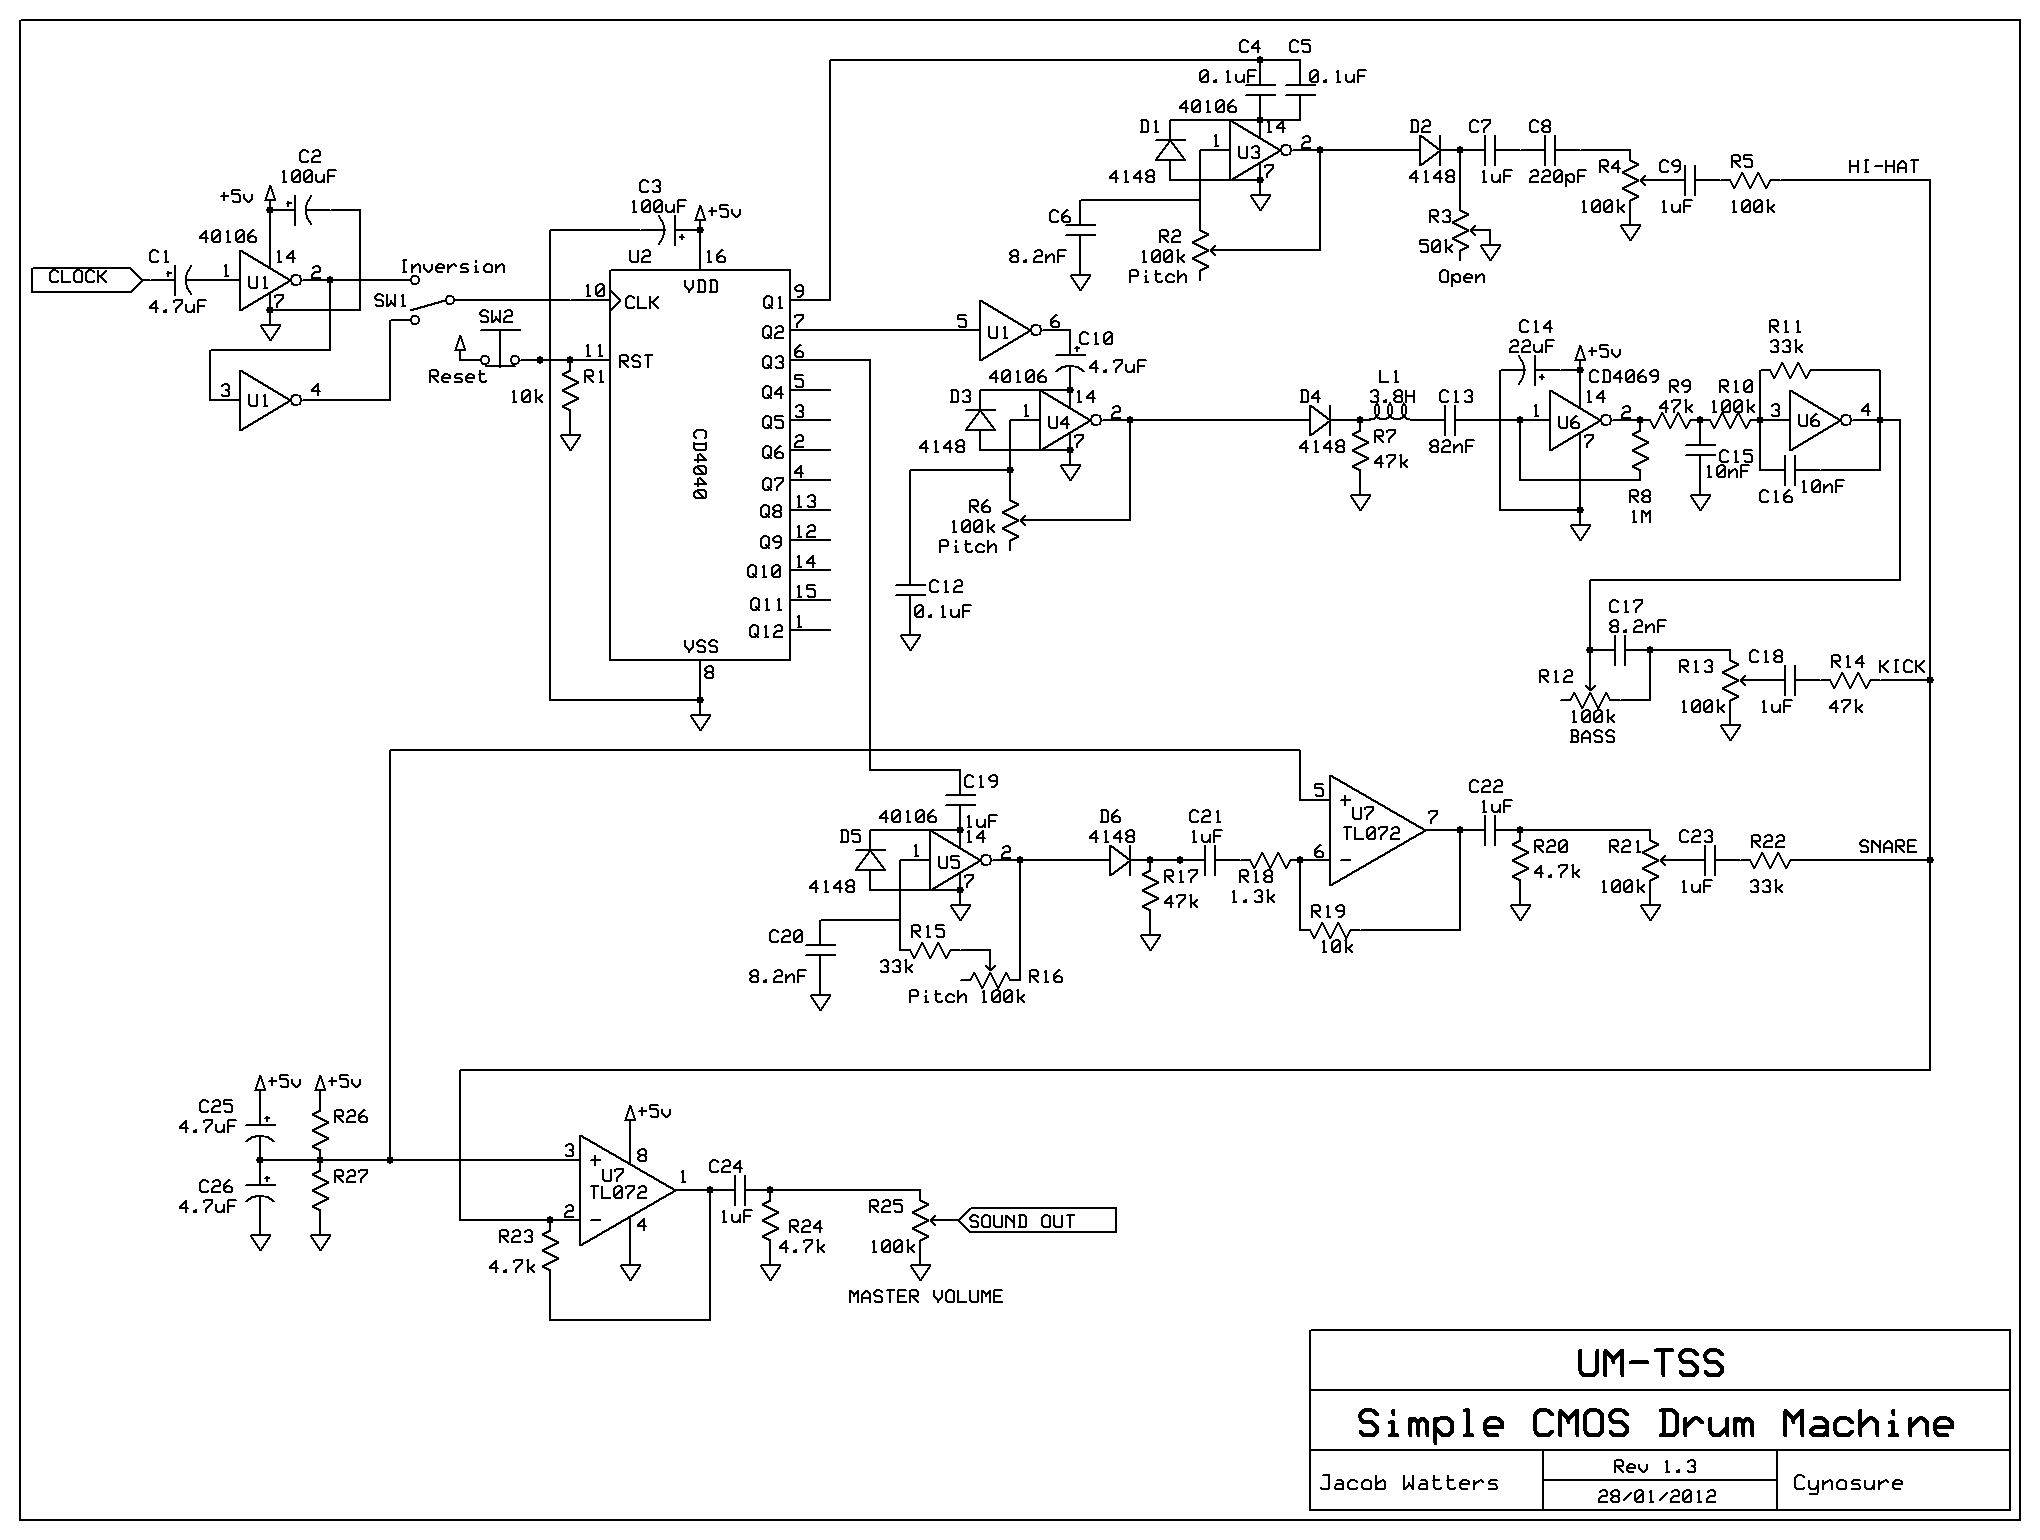 CLOCK
C1
+
4.7uF
+5v
C2
100uF
+
40106
14
1
U1
2
7
3
U1
4
Inversion
SW1
SW2
Reset
10k
R1
C3
100uF
+5v
+
U2
16
VDD
10
CLK
11
RST
CD4040
VSS
8
Q1
9
Q2
7
Q3
6
Q4
5
Q5
3
Q6
2
Q7
4
Q8
13
Q9
12
Q10
14
Q11
15
Q12
1
C4
C5
0.1uF
0.1uF
40106
D1
4148
14
1
U3
2
7
C6
8.2nF
R2
100k
Pitch
D2
4148
C7
1uF
C8
220pF
R3
50k
Open
R4
100k
C9
1uF
R5
100k
HI-HAT
5
U1
6
C10
+
4.7uF
40106
D3
4148
14
1
U4
2
7
R6
100k
Pitch
C12
0.1uF
D4
4148
L1
3.8H
R7
47k
C13
82nF
C14
22uF
+
+5v
CD4069
14
1
U6
2
7
R8
1M
R9
47k
R10
100k
C15
10nF
R11
33k
3
U6
4
C16
10nF
C17
8.2nF
R12
100k
BASS
R13
100k
C18
1uF
R14
47k
KICK
C19
1uF
40106
D5
4148
14
1
U5
2
7
C20
8.2nF
R15
33k
R16
Pitch 100k
D6
4148
R17
47k
C21
1uF
R18
1.3k
5
+
U7
TL072
7
6
-
R19
10k
C22
1uF
R20
4.7k
R21
100k
C23
1uF
R22
33k
SNARE
+5v
+5v
C25
4.7uF
+
R26
C26
4.7uF
+
R27
+5v
3
+
8
U7
TL072
1
2
-
4
R23
4.7k
C24
1uF
R24
4.7k
R25
100k
SOUND OUT
MASTER VOLUME
UM-TSS
Simple CMOS Drum Machine
Jacob Watters
Rev 1.3
28/01/2012
Cynosure